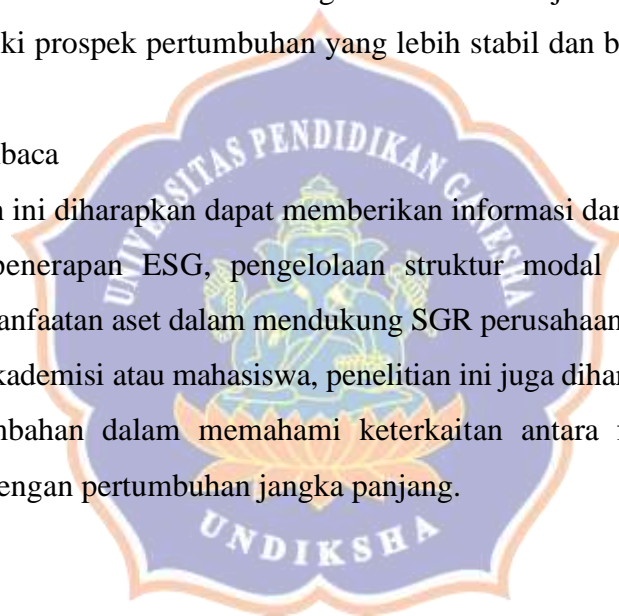 ki prospek pertumbuhan yang lebih stabil dan b
baca
ini diharapkan dapat memberikan informasi dan
penerapan ESG, pengelolaan struktur modal
anfaatan aset dalam mendukung SGR perusahaan
kademisi atau mahasiswa, penelitian ini juga dihar
mbahan dalam memahami keterkaitan antara
dengan pertumbuhan jangka panjang.
UNIVERSITAS PENDIDIKAN GANESHA
UNDIKSHA